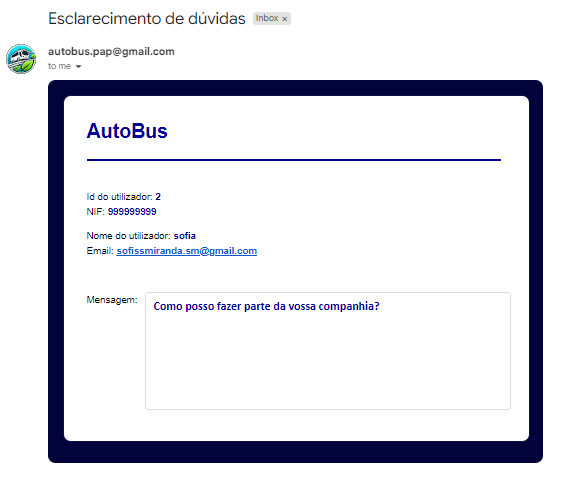 Esclarecimento de dúvidas Inbox ×
autobus.pap@gmail.com
to me
AutoBus
Id do utilizador: 2
NIF: 999999999
Nome do utilizador: sofia
Email: sofissmiranda.sm@gmail.com
Mensagem: Como posso fazer parte da vossa companhia?